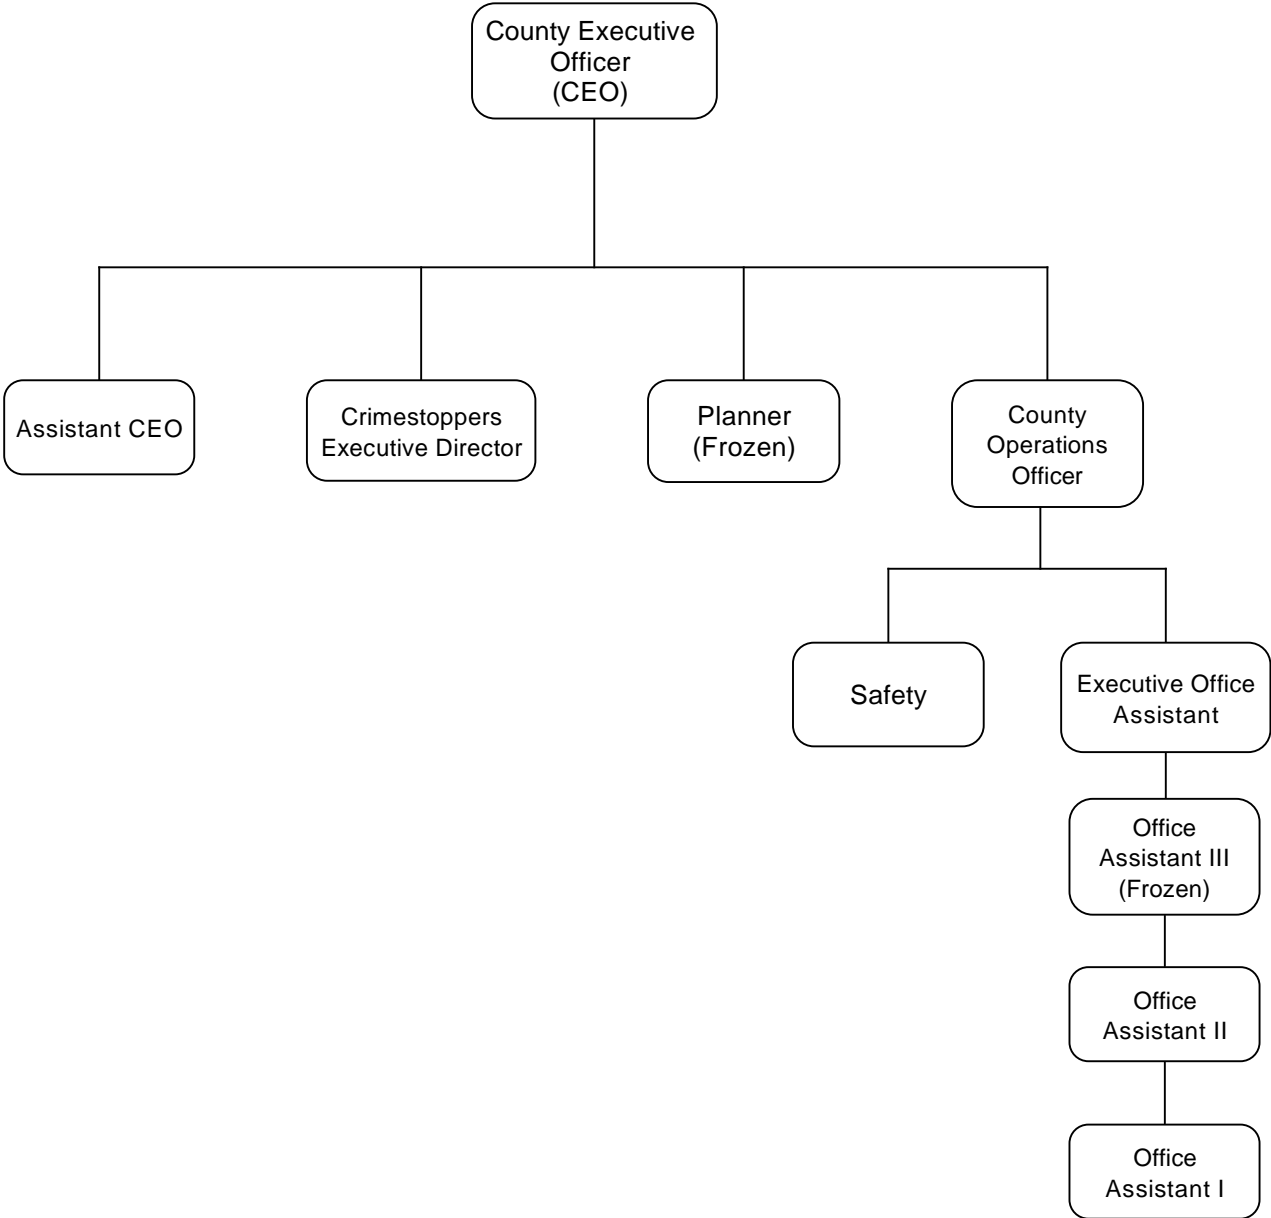 County Executive
Officer
(CEO)
Assistant CEO
Crimestoppers
Executive Director
Planner
(Frozen)
County
Operations
Officer
Safety
Executive Office
Assistant
Office
Assistant III
(Frozen)
Office
Assistant II
Office
Assistant I